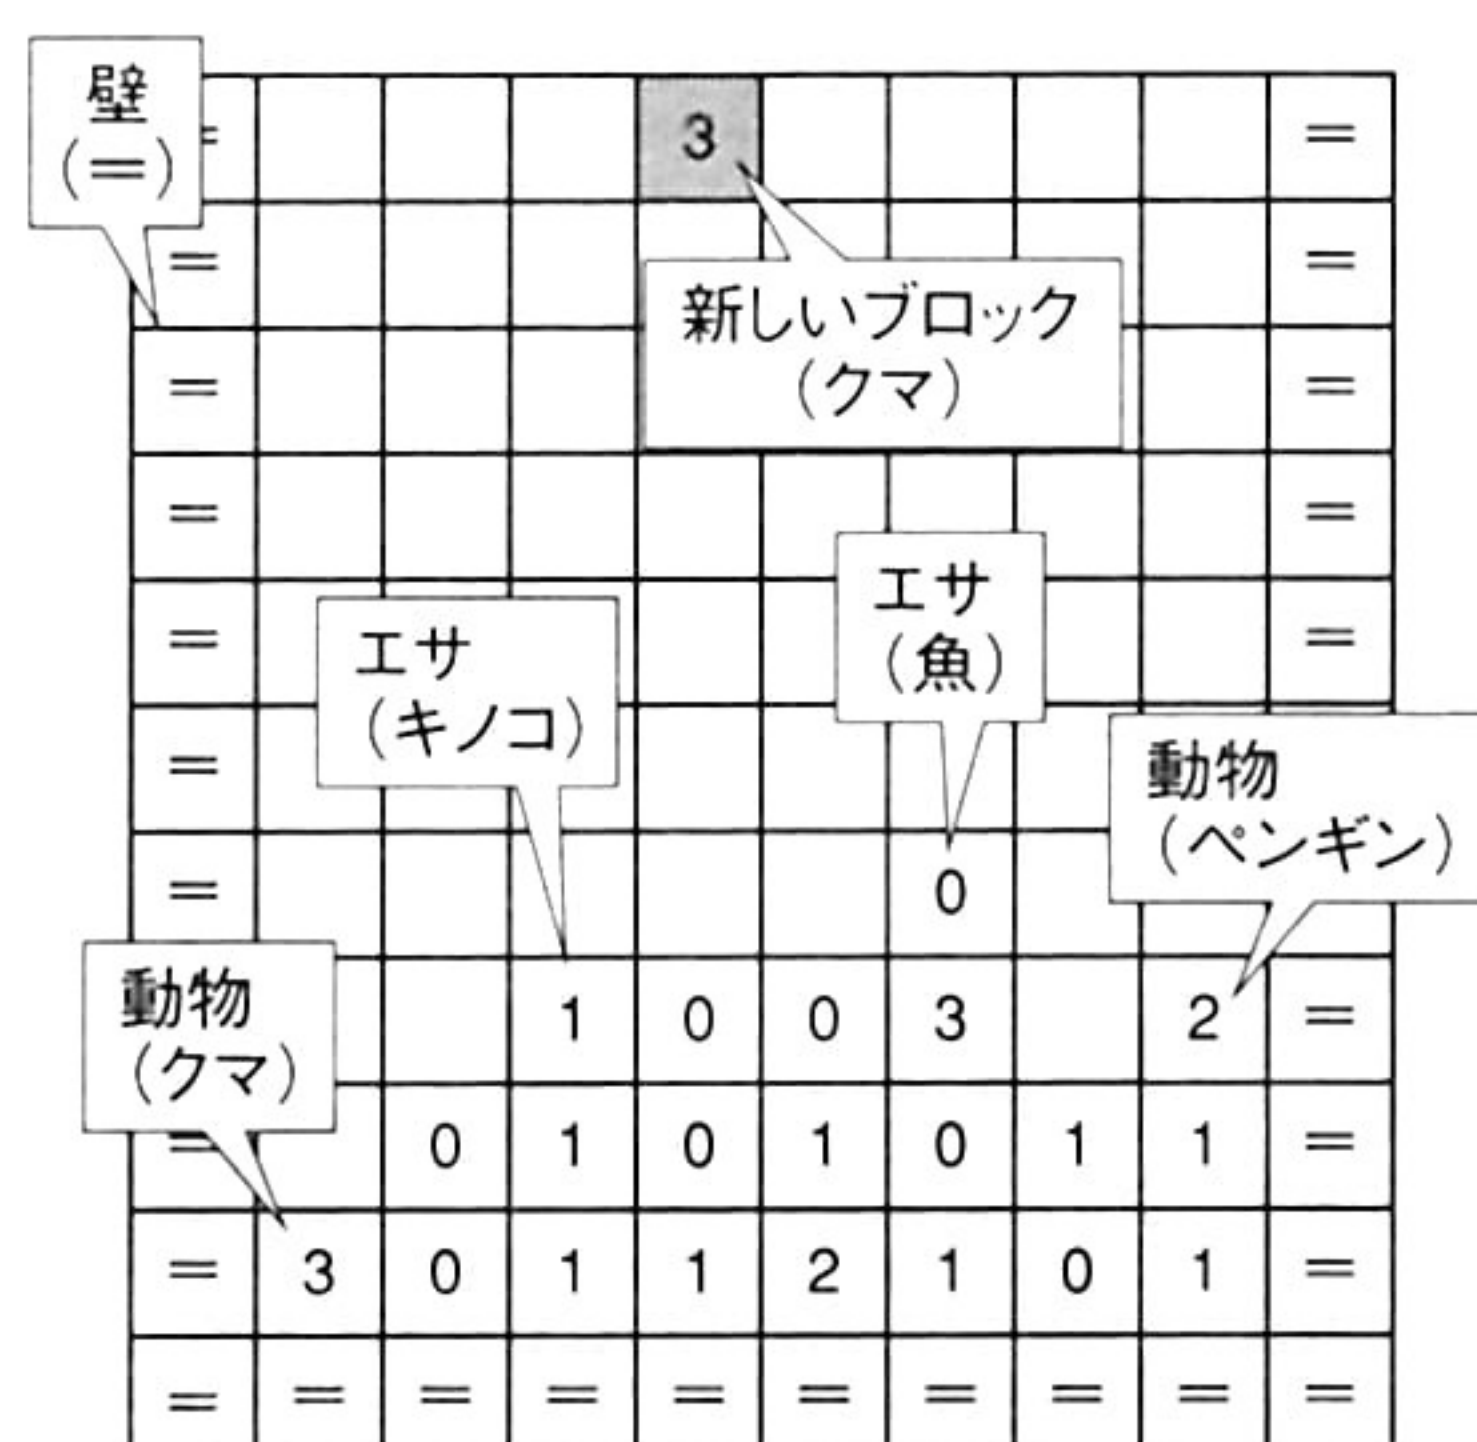 壁
(＝)
= 3 =
= =
新しいブロック
(クマ)
= =
= =
エサ
(魚)
= =
エサ
(キノコ)
=
動物
(ペンギン)
= 0
動物
(クマ)
1 0 0 3 2 =
= 0 1 0 1 0 1 1 =
= 3 0 1 1 2 1 0 1 =
= = = = = = = = = =